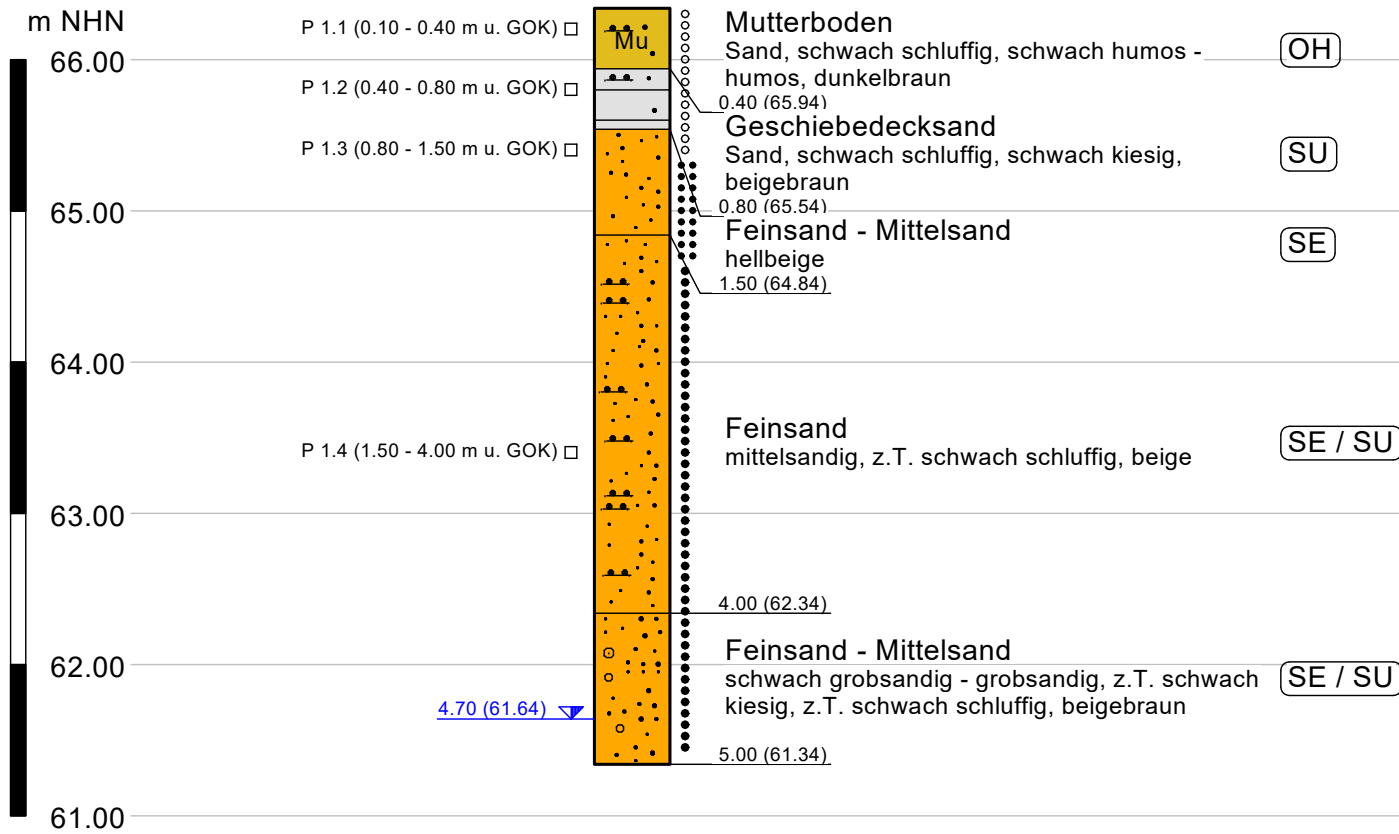 m NHN
66.00
65.00
64.00
63.00
62.00
61.00
P 1.1 (0.10 - 0.40 m u. GOK)
P 1.2 (0.40 - 0.80 m u. GOK)
P 1.3 (0.80 - 1.50 m u. GOK)
P 1.4 (1.50 - 4.00 m u. GOK)
4.70 (61.64)
Mu
Mutterboden
Sand, schwach schluffig, schwach humos -
humos, dunkelbraun
0.40 (65.94)
OH
Geschiebedecksand
Sand, schwach schluffig, schwach kiesig,
beigebraun
0.80 (65.54)
SU
Feinsand - Mittelsand
hellbeige
1.50 (64.84)
SE
Feinsand
mittelsandig, z.T. schwach schluffig, beige
4.00 (62.34)
SE / SU
Feinsand - Mittelsand
schwach grobsandig - grobsandig, z.T. schwach
kiesig, z.T. schwach schluffig, beigebraun
5.00 (61.34)
SE / SU